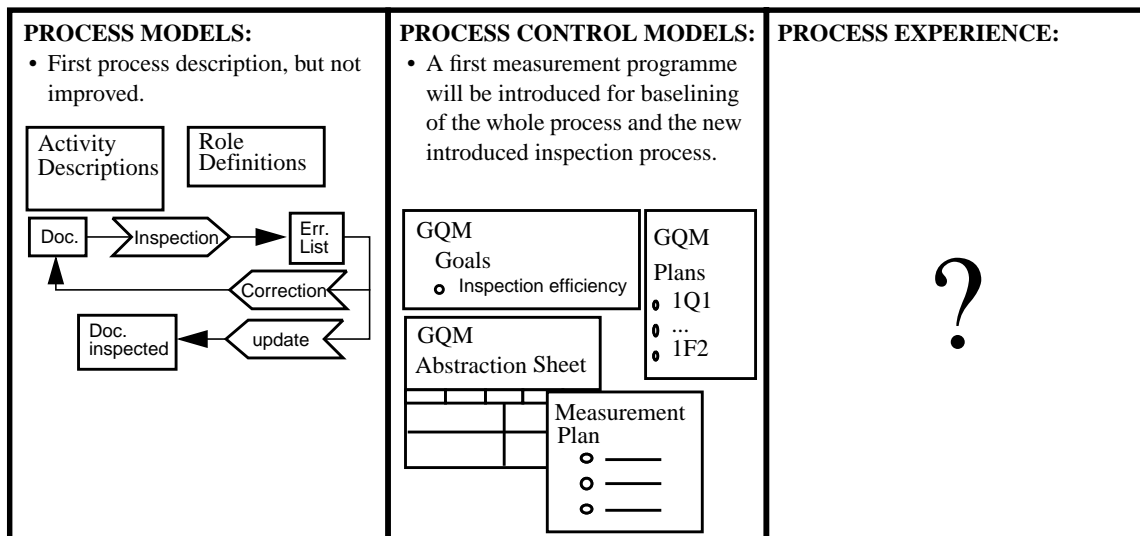 PROCESS MODELS:
• First process description, but not
improved.
Activity
Descriptions
Role
Definitions
Doc.
Inspection
Err.
List
Correction
Doc.
inspected
update
PROCESS CONTROL MODELS:
• A first measurement programme
will be introduced for baselining
of the whole process and the new
introduced inspection process.
GQM
Goals
Inspection efficiency
GQM
Plans
1Q1
...
1F2
GQM
Abstraction Sheet
Measurement
Plan
PROCESS EXPERIENCE:
?